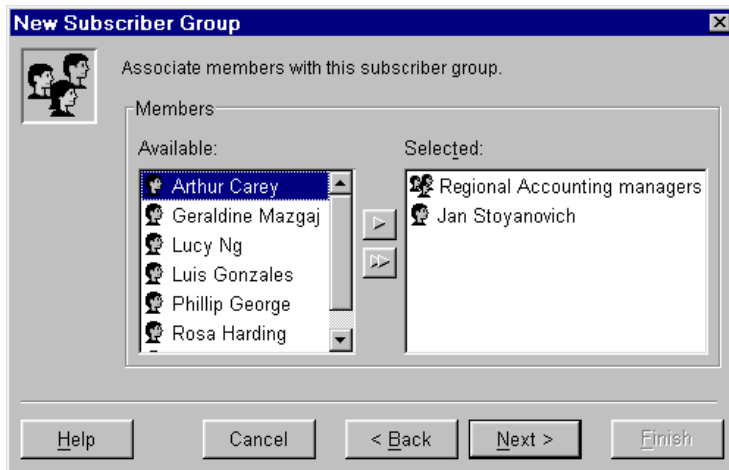 New Subscriber Group
Associate members with this subscriber group.
Members
Available:
Arthur Carey
Geraldine Mazgaj
Lucy Ng
Luis Gonzales
Phillip George
Rosa Harding
Selected:
Regional Accounting managers
Jan Stoyanovich
Help
Cancel
< Back
Next >
Finish